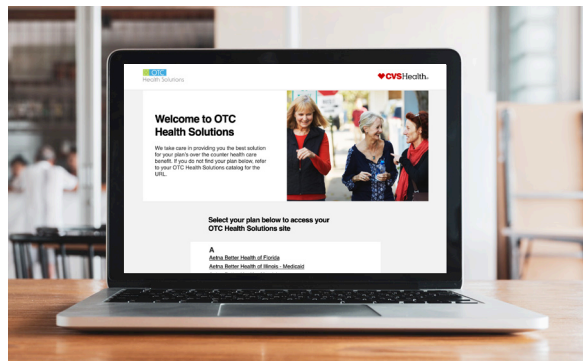 OTC
Health Solutions
CVSHealth.
Welcome to OTC
Health Solutions
We take care in providing you the best solution
for your plan's over the counter health care
benefit. If you do not find your plan below, refer
to your OTC Health Solutions catalog for the
URL.
Select your plan below to access your
OTC Health Solutions site
A
Aetna Better Health of Florida
Aetna Better Health of Illinois - Medicaid